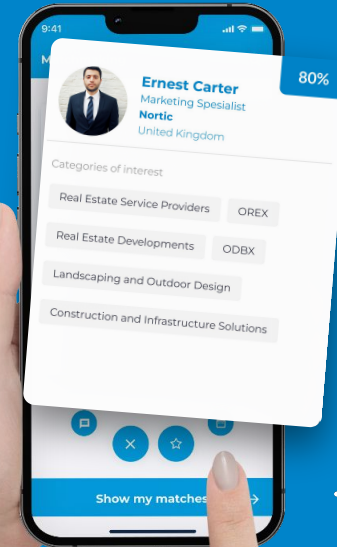 9:41
M
80%
Ernest Carter
Marketing Spesialist
Nortic
United Kingdom
Categories of interest
Real Estate Service Providers
OREX
Real Estate Developments
ODBX
Landscaping and Outdoor Design
Construction and Infrastructure Solutions
Show my matches